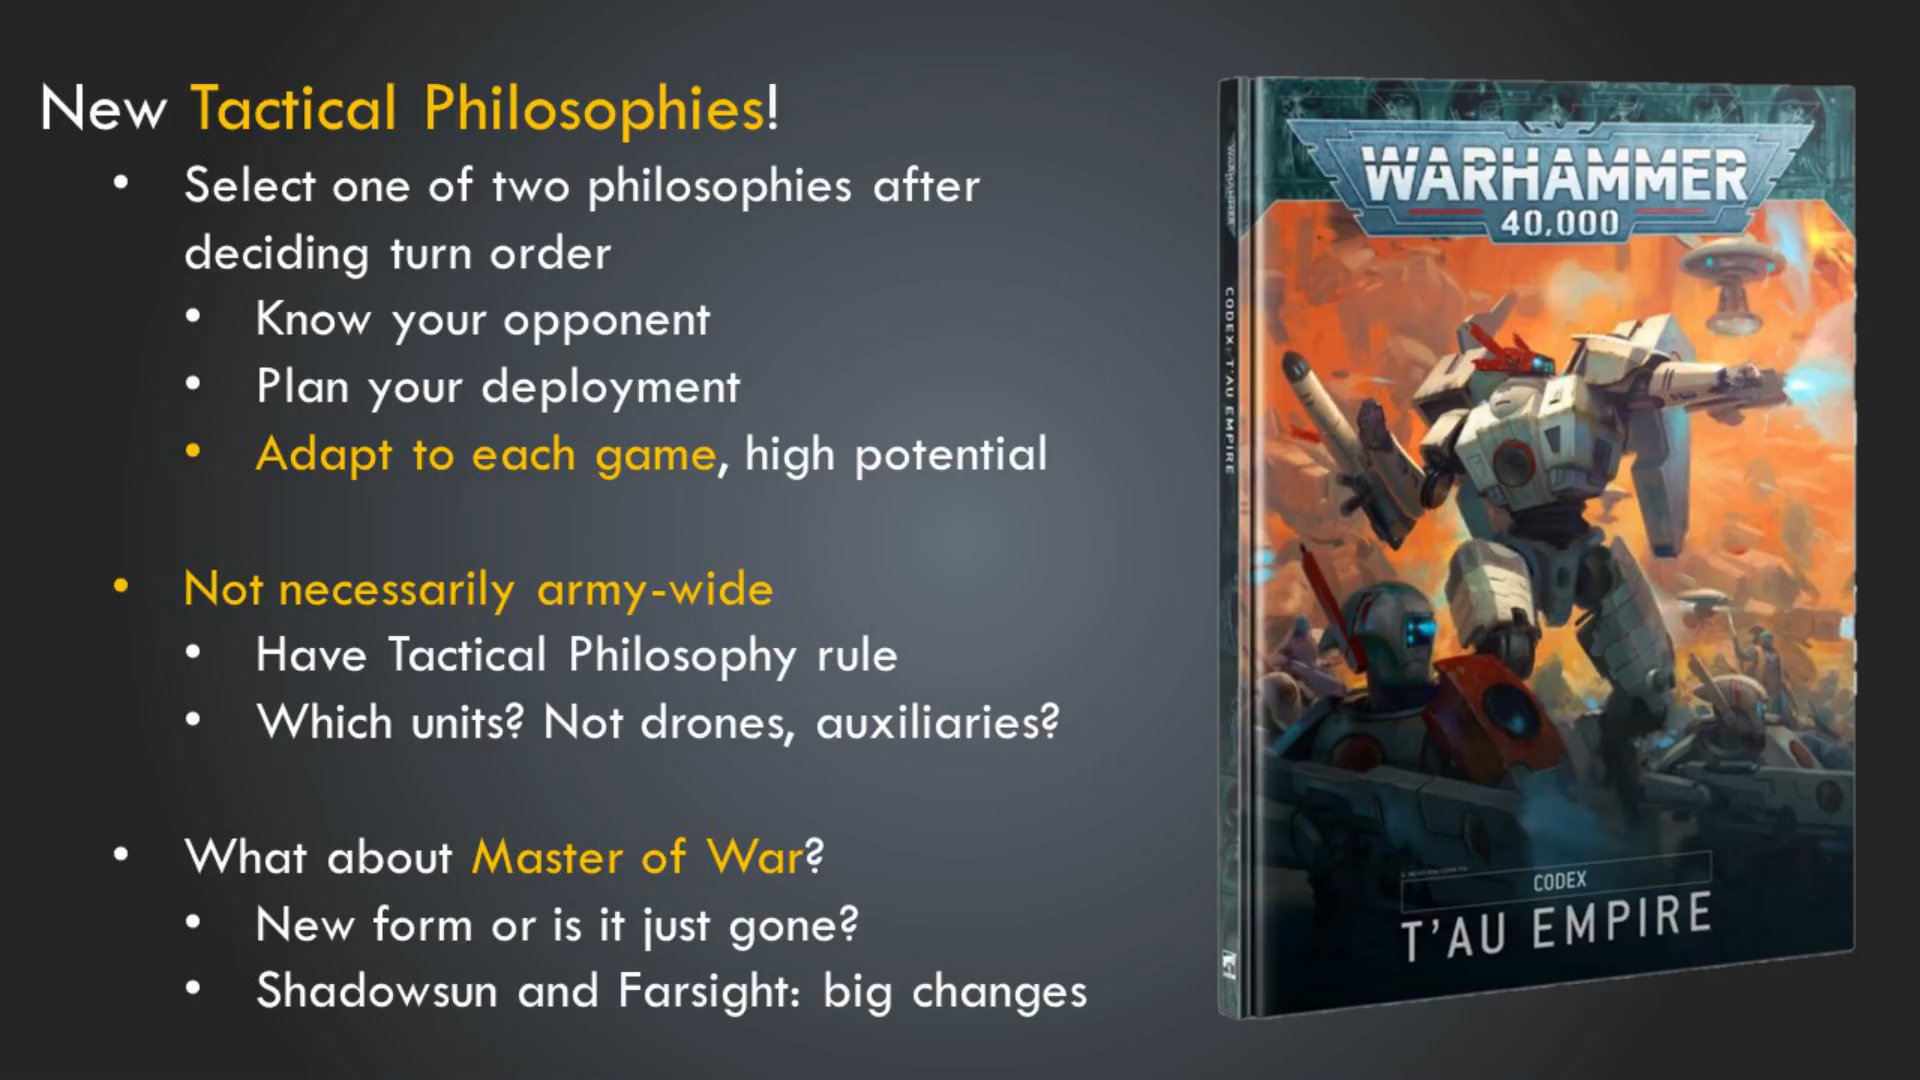 New Tactical Philosophies!
• Select one of two philosophies after
deciding turn order
• Know your opponent
• Plan your deployment
• Adapt to each game, high potential
• Not necessarily army-wide
• Have Tactical Philosophy rule
• Which units? Not drones, auxiliaries?
• What about Master of War?
• New form or is it just gone?
• Shadowsun and Farsight: big changes
WARHAMMER
40,000
WARHAMMER
CODEX: T'AU EMPIRE
CODEX
T'AU EMPIRE